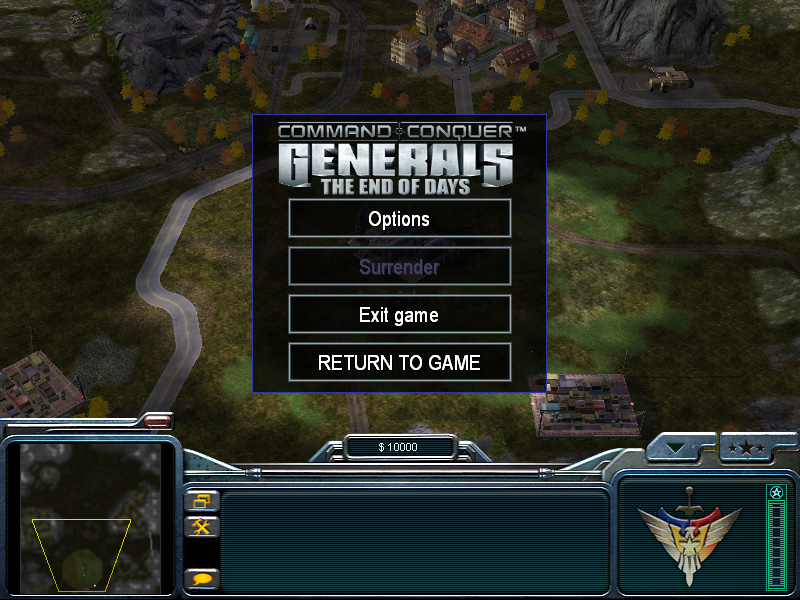 COMMAND CONQUER™
GENERALS
THE END OF DAYS
Options
Surrender
Exit game
RETURN TO GAME
$ 10000